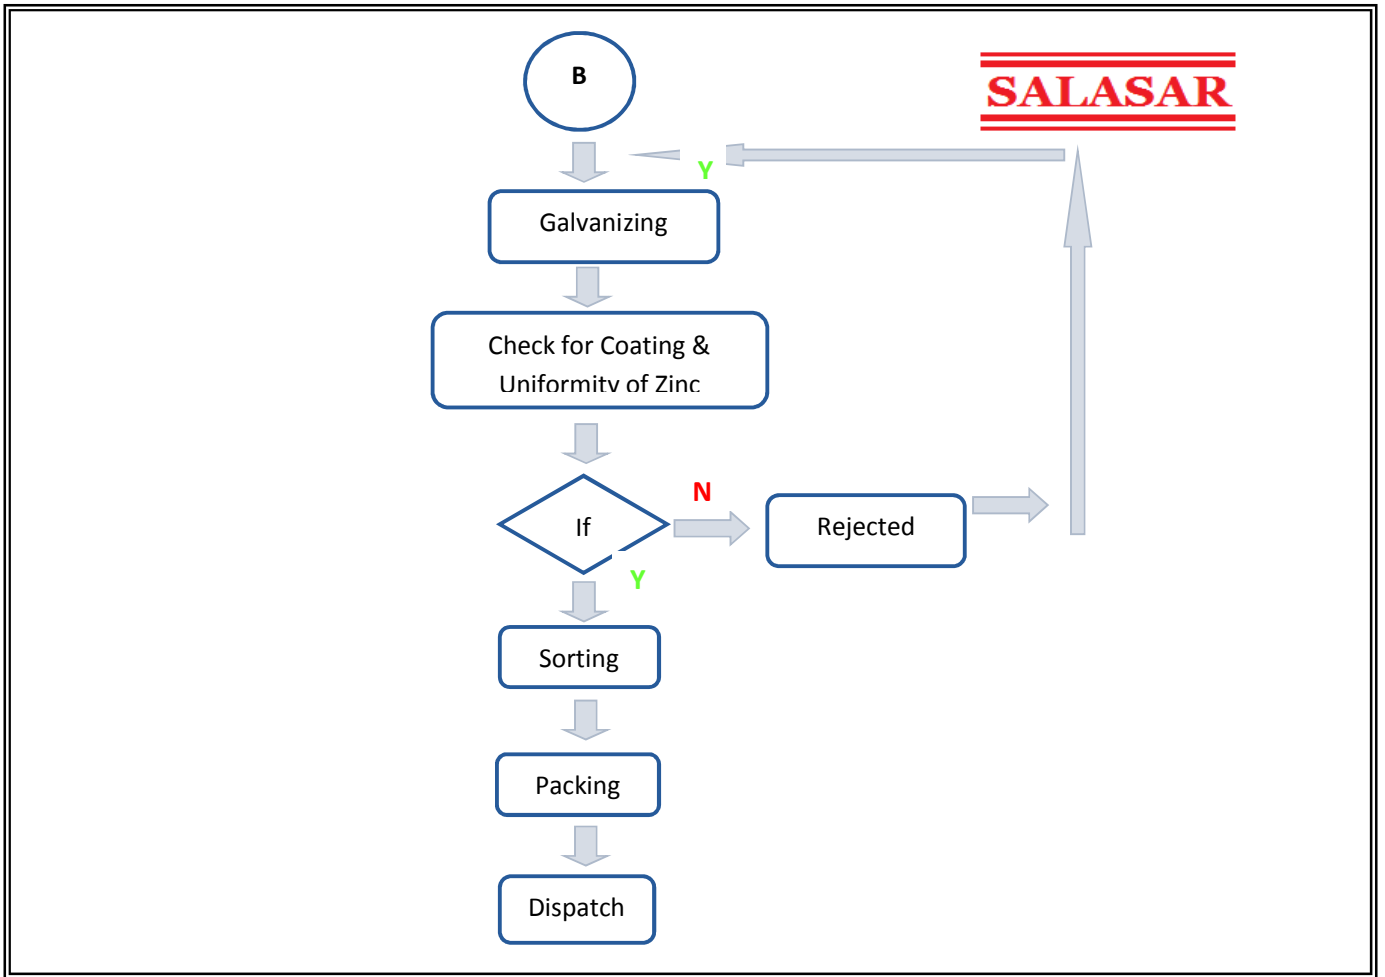 B
SALASAR
Y
Galvanizing
Check for Coating &
Uniformity of Zinc
N
If
Rejected
Y
Sorting
Packing
Dispatch